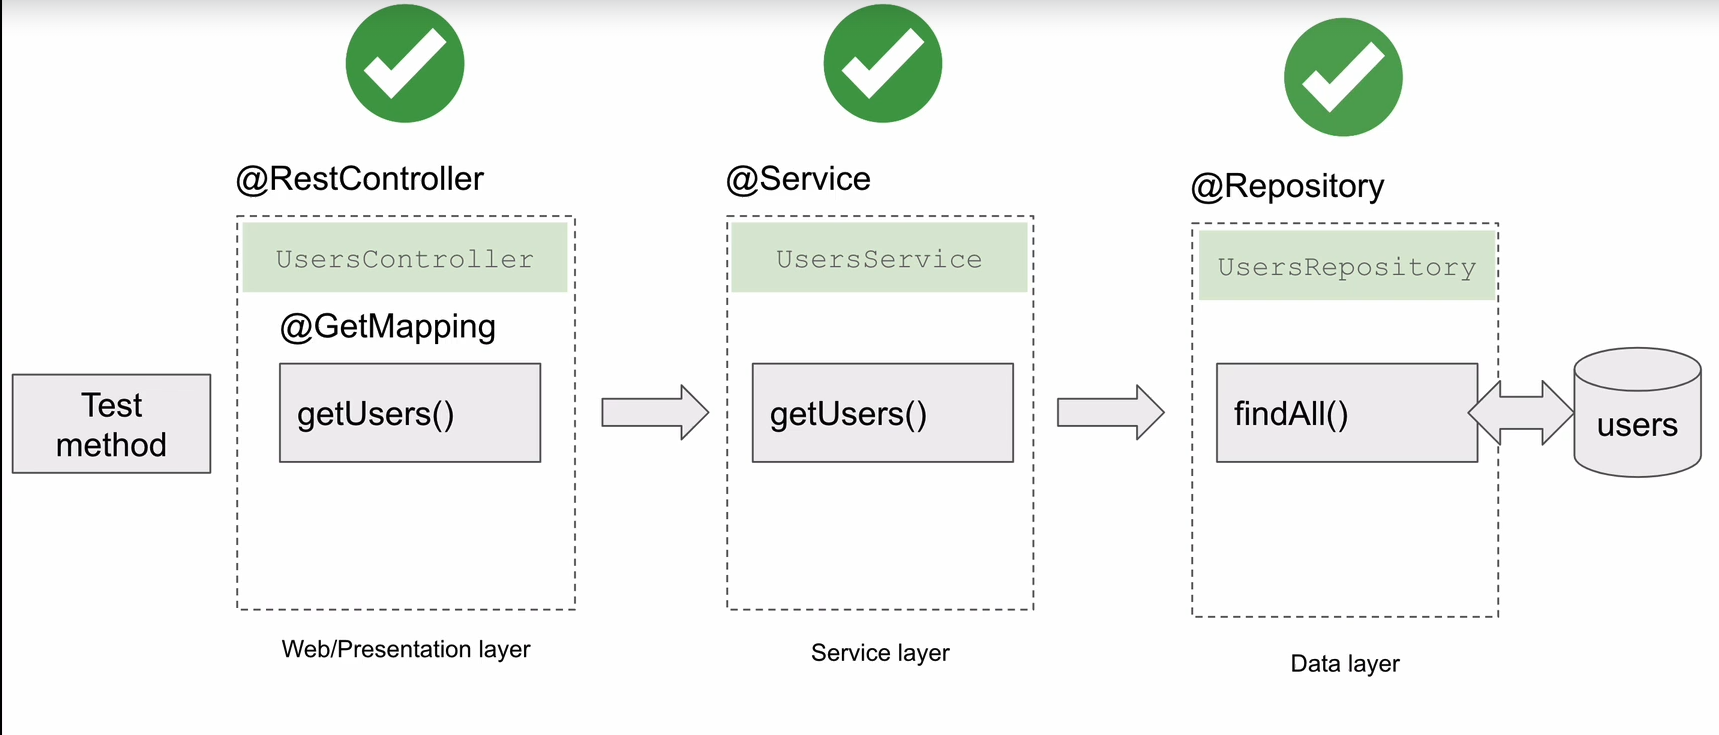 @RestController
@Service
@Repository
UsersController
UsersService
UsersRepository
@GetMapping
Test
method
getUsers()
getUsers()
findAll()
users
Web/Presentation layer
Service layer
Data layer